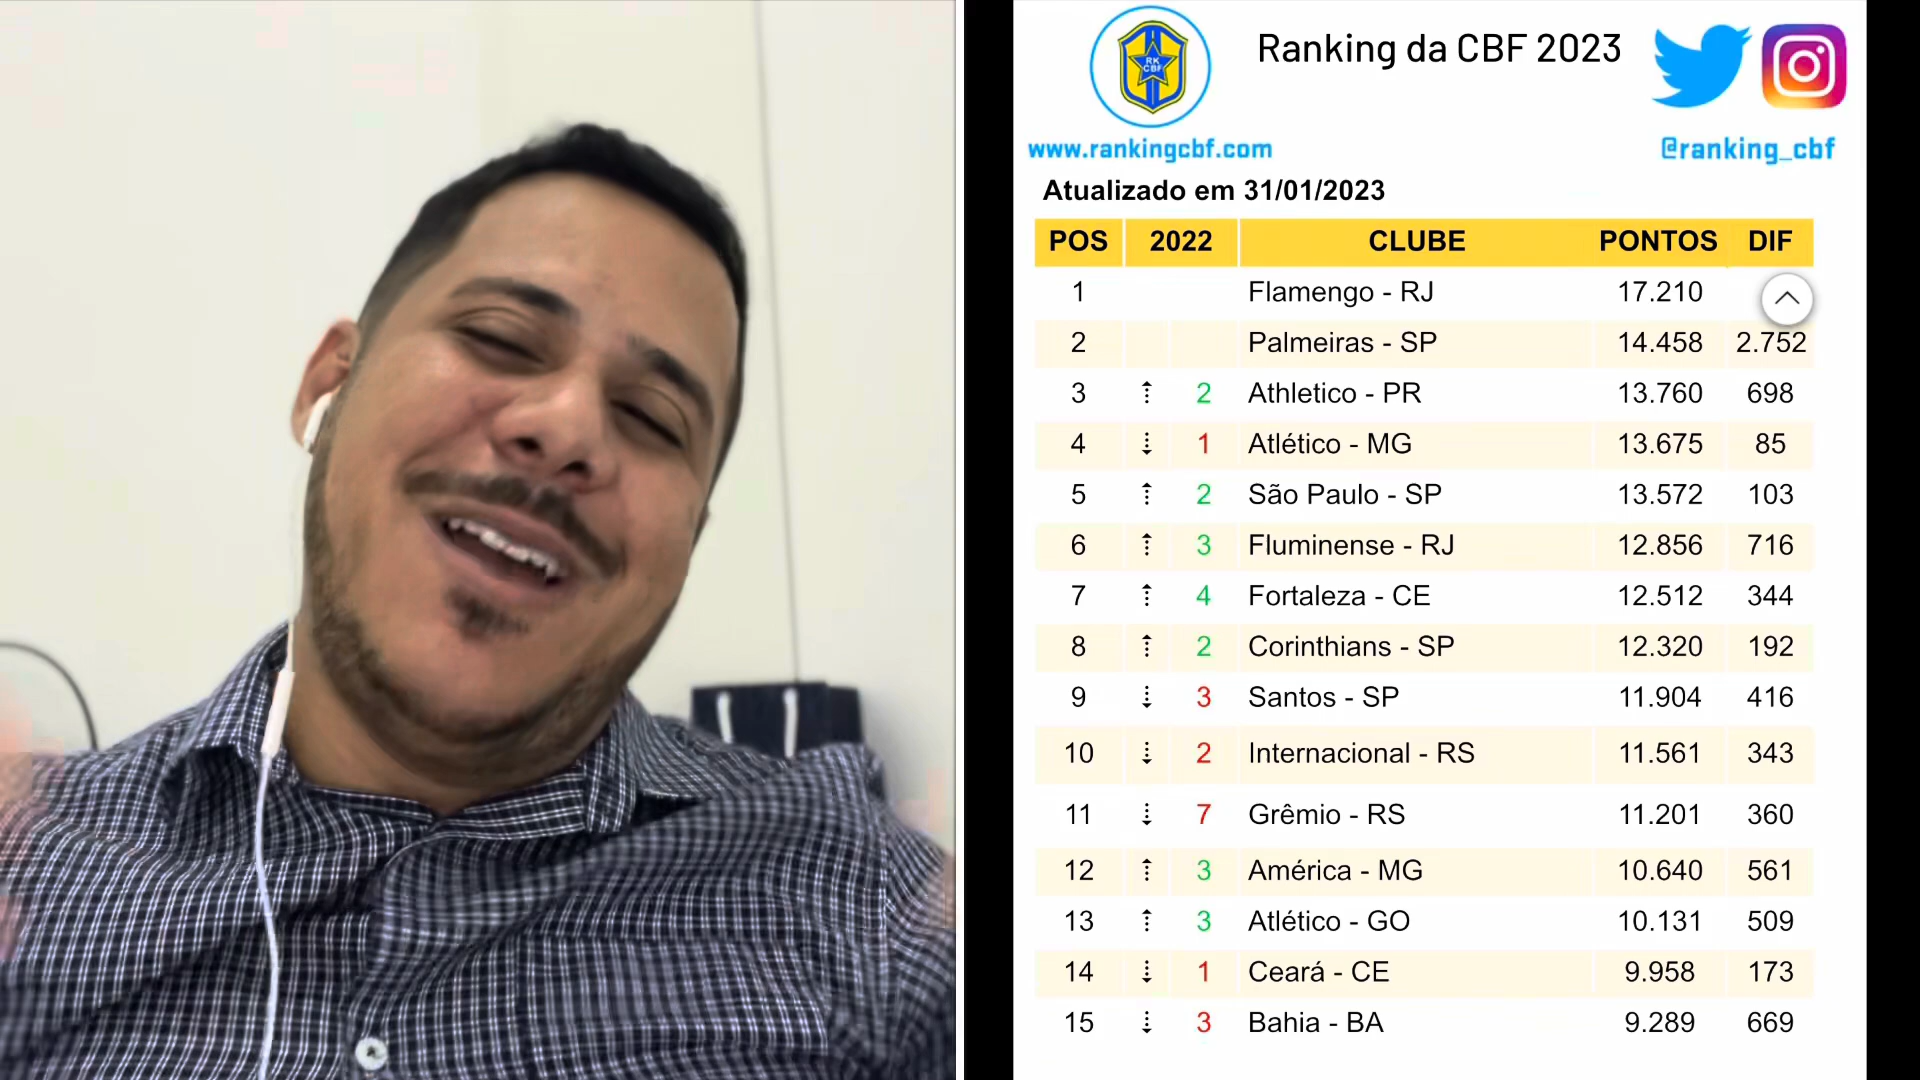 RK
CBF
Ranking da CBF 2023
www.rankingcbf.com
@ranking_cbf
Atualizado em 31/01/2023
POS 2022 CLUBE PONTOS DIF
1 Flamengo - RJ 17.210
2 Palmeiras - SP 14.458 2.752
3 2 Athletico - PR 13.760 698
4 1 Atlético - MG 13.675 85
5 2 São Paulo - SP 13.572 103
6 3 Fluminense - RJ 12.856 716
7 4 Fortaleza - CE 12.512 344
8 2 Corinthians - SP 12.320 192
9 3 Santos - SP 11.904 416
10 2 Internacional - RS 11.561 343
11 7 Grêmio - RS 11.201 360
12 3 América - MG 10.640 561
13 3 Atlético - GO 10.131 509
14 1 Ceará - CE 9.958 173
15 3 Bahia - BA 9.289 669